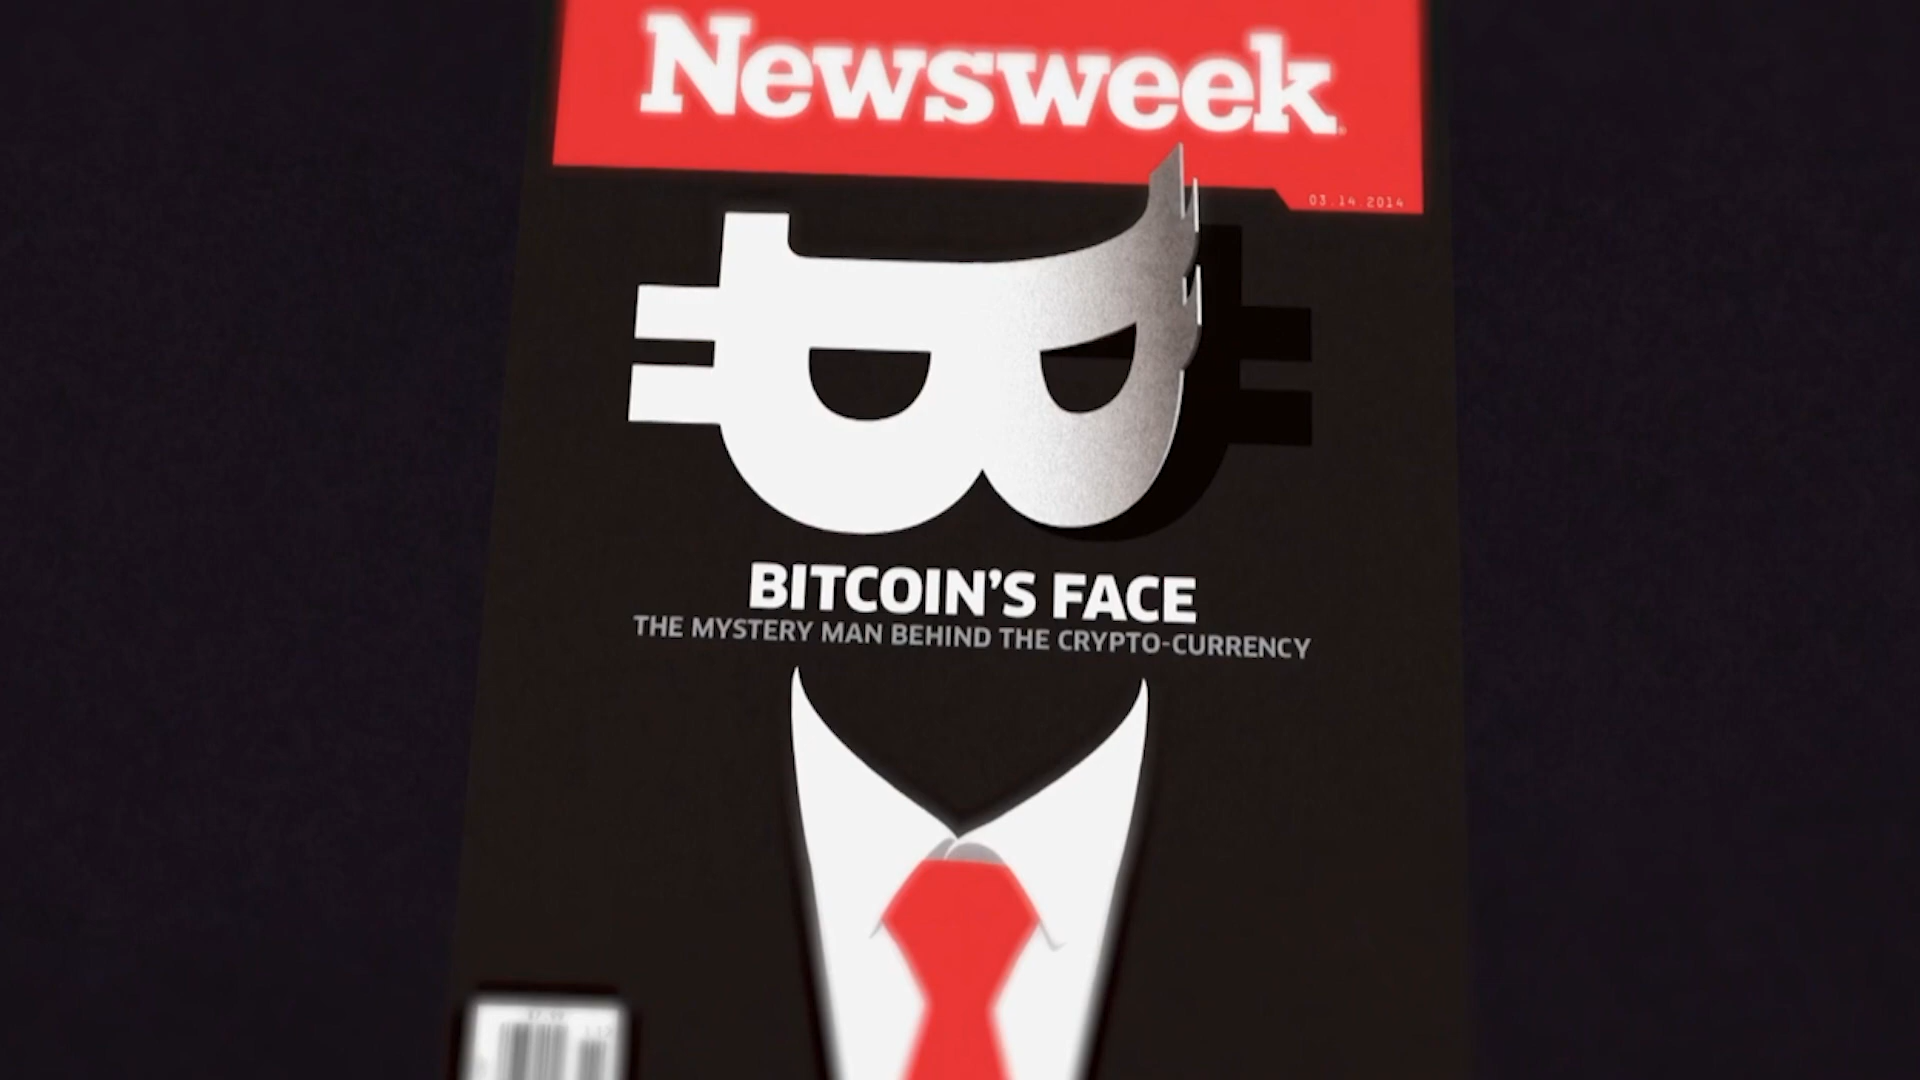 Newsweek
03.14.2014
BITCOIN'S FACE
THE MYSTERY MAN BEHIND THE CRYPTO-CURRENCY